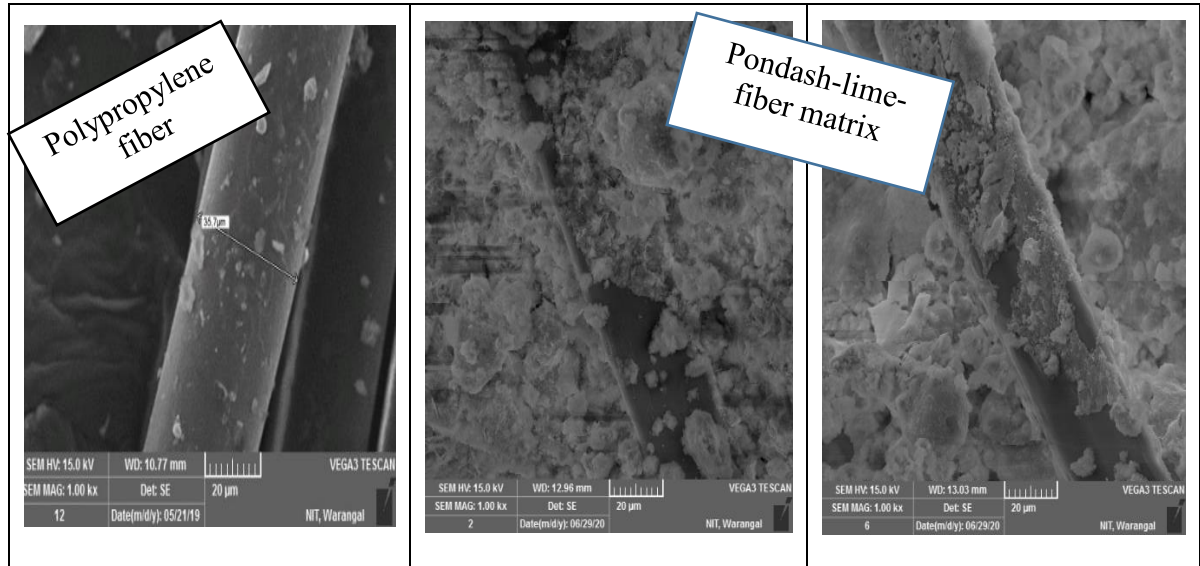 Polypropylene
fiber
35.7µm
SEM HV: 15.0 kV WD: 10.77 mm VEGA3 TESCAN
SEM MAG: 1.00 kx Det: SE 20 µm
12 Date(m/d/y): 05/21/19 NIT, Warangal
Pondash-lime-
fiber matrix
SEM HV: 15.0 kV WD: 12.96 mm VEGA3 TESCAN
SEM MAG: 1.00 kx Det: SE 20 µm
2 Date(m/d/y): 06/29/20 NIT, Warangal
SEM HV: 15.0 kV WD: 13.03 mm VEGA3 TESCAN
SEM MAG: 1.00 kx Det: SE 20 µm
6 Date(m/d/y): 06/29/20 NIT, Warangal